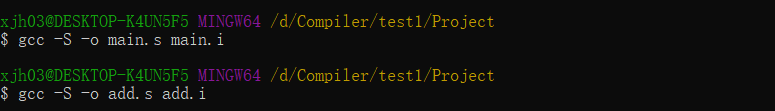 xjh03@DESKTOP-K4UN5F5 MINGW64 /d/Compiler/test1/Project
$ gcc -S -o main.s main.i
xjh03@DESKTOP-K4UN5F5 MINGW64 /d/Compiler/test1/Project
$ gcc -S -o add.s add.i